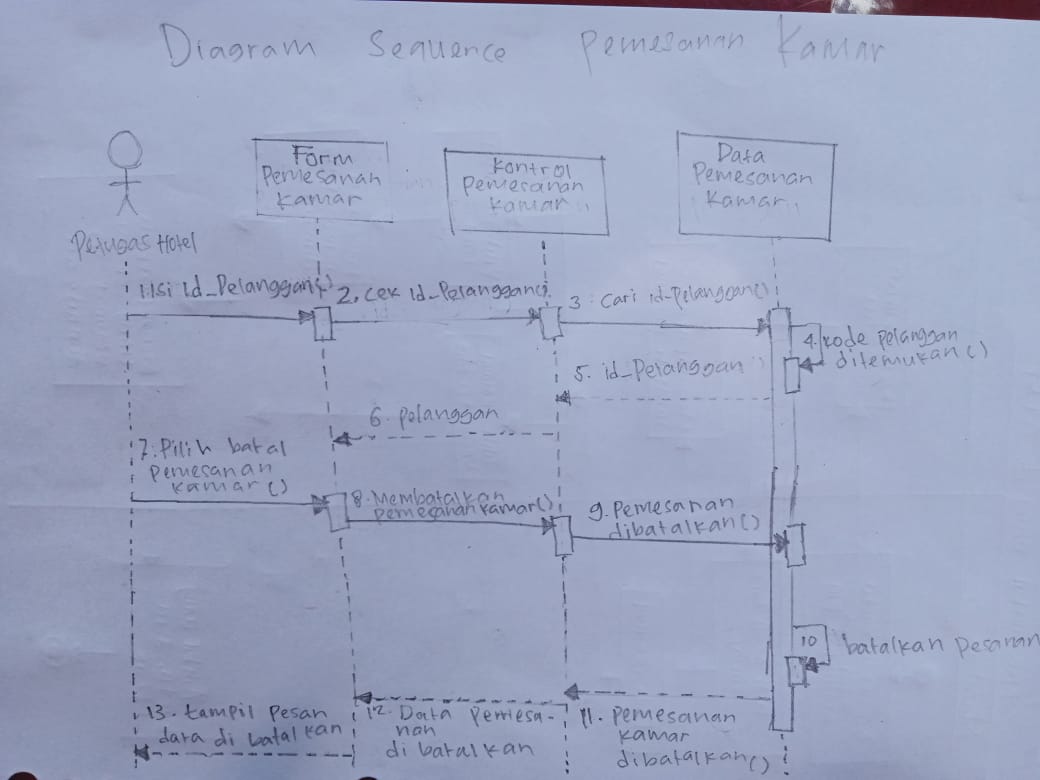 Diagram Sequence Pemesanan Kamar
Form
Pemesanan
Kamar
Kontrol
Pemesanan
Kamar
Data
Pemesanan
Kamar
Petugas Hotel
1.Isi Id_Pelanggan()
2. cek Id_Pelanggan()
3. Cari id_Pelanggan()
4. kode pelanggan
ditemukan()
5. id_Pelanggan
6. pelanggan
7. Pilih batal
pemesanan
kamar()
8. Membatalkan
pemesanan kamar()
9. Pemesanan
dibatalkan()
10 batalkan pesanan
11. Pemesanan
kamar
dibatalkan()
12. Data pemesa-
nan
di batalkan
13. tampil pesan
data di batalkan